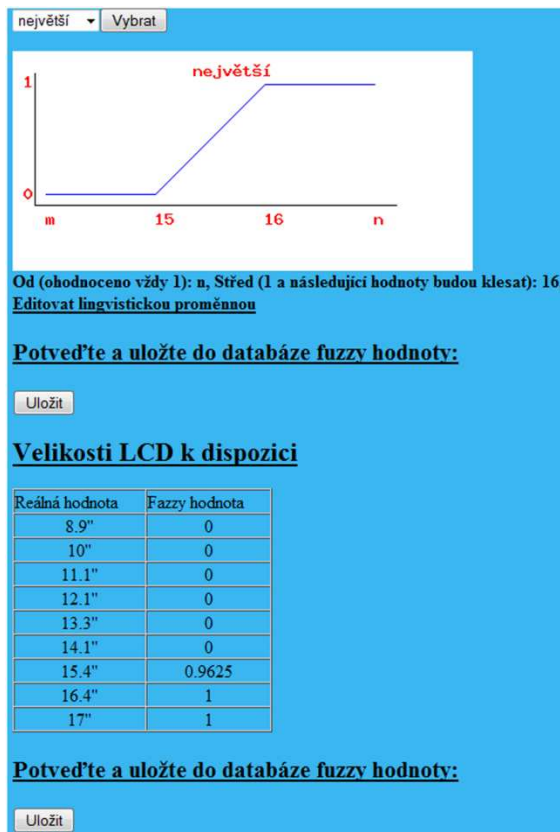 největší Vybrat
největší
1
0
m 15 16 n
Od (ohodnoceno vždy 1): n, Střed (1 a následující hodnoty budou klesat): 16
Editovat lingvistickou proměnnou
Potveďte a uložte do databáze fuzzy hodnoty:
Uložit
Velikosti LCD k dispozici
Reálná hodnota Fazzy hodnota
8.9" 0
10" 0
11.1" 0
12.1" 0
13.3" 0
14.1" 0
15.4" 0.9625
16.4" 1
17" 1
Potveďte a uložte do databáze fuzzy hodnoty:
Uložit